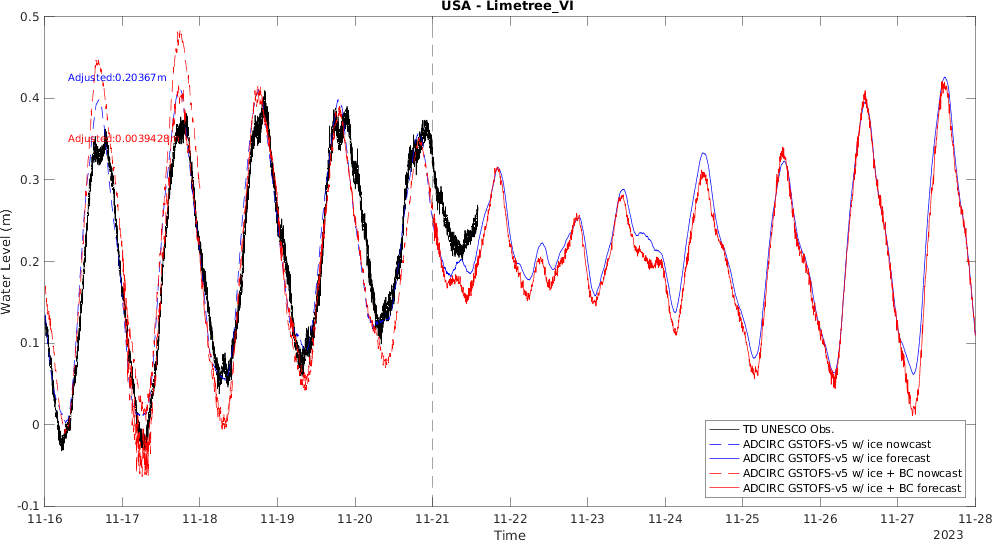 USA - Limetree_VI
0.5
0.4
0.3
0.2
0.1
0
-0.1
Water Level (m)
Adjusted:0.20367m
Adjusted:0.0039428
TD UNESCO Obs.
ADCIRC GSTOFS-v5 w/ ice nowcast
ADCIRC GSTOFS-v5 w/ ice forecast
ADCIRC GSTOFS-v5 w/ ice + BC nowcast
ADCIRC GSTOFS-v5 w/ ice + BC forecast
11-16 11-17 11-18 11-19 11-20 11-21 11-22 11-23 11-24 11-25 11-26 11-27 11-28
Time
2023